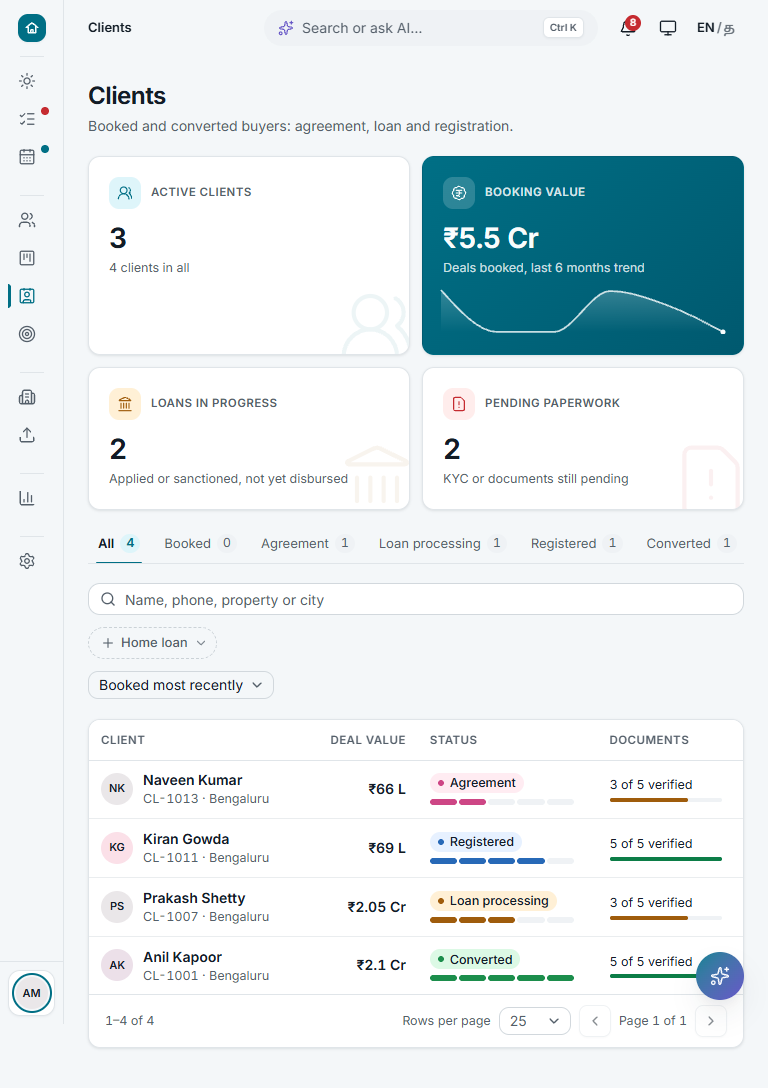 Clients
Search or ask AI...
Ctrl K
8
EN / த
Clients
Booked and converted buyers: agreement, loan and registration.
ACTIVE CLIENTS
3
4 clients in all
BOOKING VALUE
₹5.5 Cr
Deals booked, last 6 months trend
LOANS IN PROGRESS
2
Applied or sanctioned, not yet disbursed
PENDING PAPERWORK
2
KYC or documents still pending
All 4 Booked 0 Agreement 1 Loan processing 1 Registered 1 Converted 1
Name, phone, property or city
Home loan
Booked most recently
CLIENT DEAL VALUE STATUS DOCUMENTS
NK Naveen Kumar ₹66 L Agreement 3 of 5 verified
CL-1013 · Bengaluru
KG Kiran Gowda ₹69 L Registered 5 of 5 verified
CL-1011 · Bengaluru
PS Prakash Shetty ₹2.05 Cr Loan processing 3 of 5 verified
CL-1007 · Bengaluru
AK Anil Kapoor ₹2.1 Cr Converted 5 of 5 verified
CL-1001 · Bengaluru
AM
1–4 of 4 Rows per page 25 Page 1 of 1